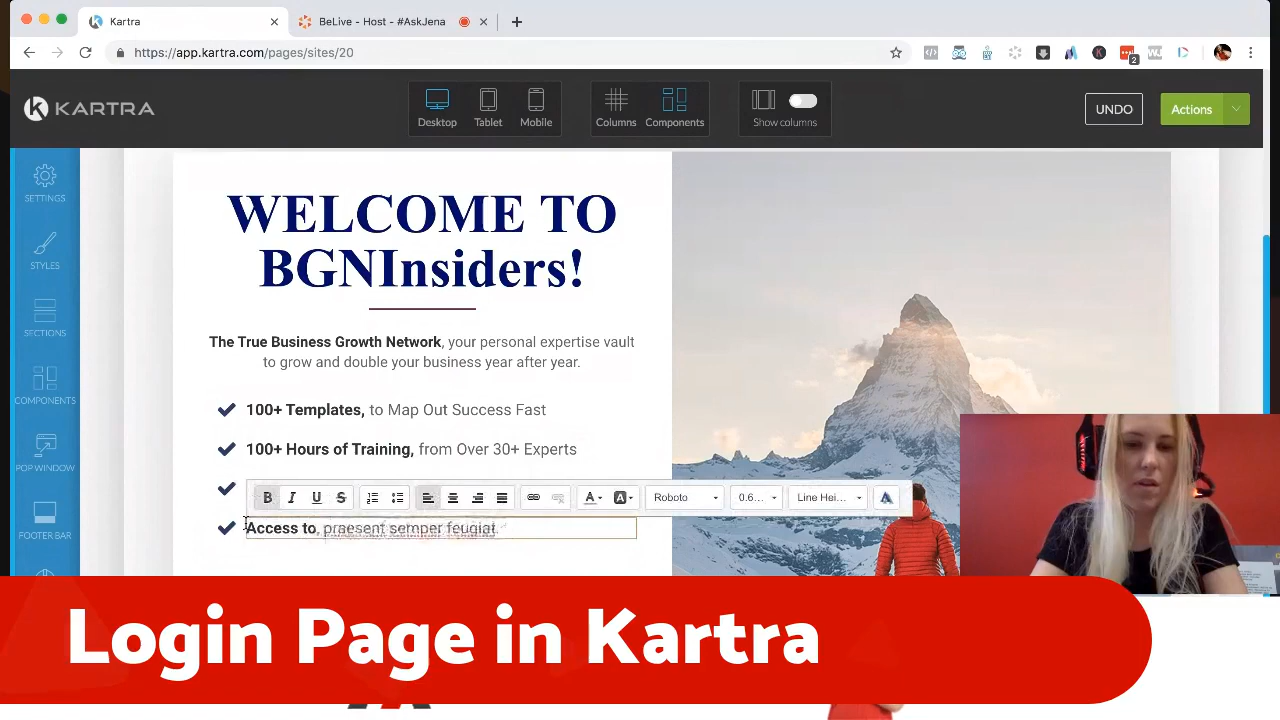 Kartra
BeLive - Host - #AskJena
https://app.kartra.com/pages/sites/20
2
KARTRA
Desktop
Tablet
Mobile
Columns
Components
Show columns
UNDO
Actions
SETTINGS
STYLES
SECTIONS
COMPONENTS
POP WINDOW
FOOTER BAR
WELCOME TO
BGNInsiders!
The True Business Growth Network, your personal expertise vault
to grow and double your business year after year.
100+ Templates, to Map Out Success Fast
100+ Hours of Training, from Over 30+ Experts
B I U S
Roboto
0.6...
Line Hei...
Access to, praesent semper feugiat.
Login Page in Kartra